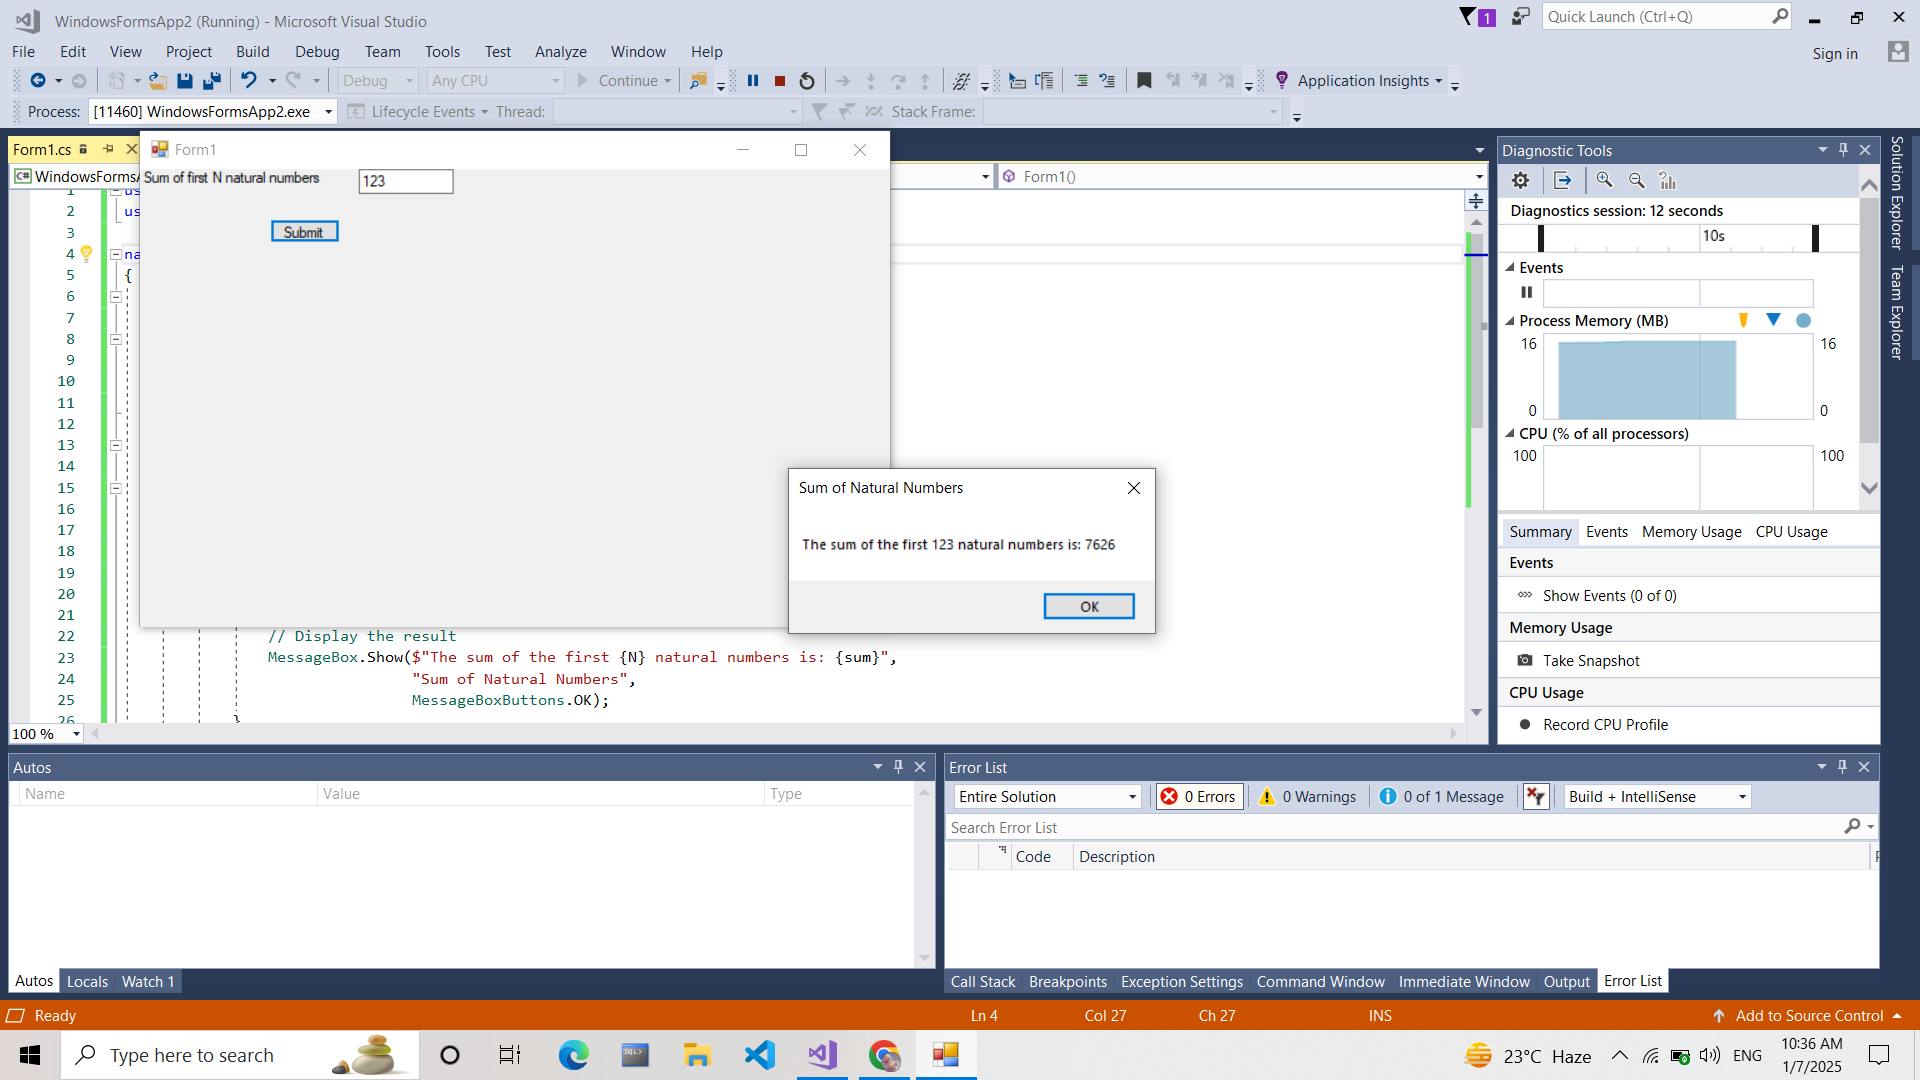 WindowsFormsApp2 (Running) - Microsoft Visual Studio
1
Quick Launch (Ctrl+Q)
File Edit View Project Build Debug Team Tools Test Analyze Window Help
Sign in
Debug Any CPU Continue Application Insights
Process: [11460] WindowsFormsApp2.exe Lifecycle Events Thread: Stack Frame:
Form1.cs
Form1
Diagnostic Tools
Solution Explorer
Team Explorer
Form1()
Sum of first N natural numbers 123
Submit
Diagnostics session: 12 seconds
10s
Events
Process Memory (MB)
16 16
0 0
CPU (% of all processors)
100 100
Summary Events Memory Usage CPU Usage
Events
Show Events (0 of 0)
Memory Usage
Take Snapshot
CPU Usage
Record CPU Profile
1
2 us
3
4 na
5 {
6
7
8
9
10
11
12
13
14
15
16
17
18
19
20
21
Sum of Natural Numbers
The sum of the first 123 natural numbers is: 7626
OK
22 // Display the result
23 MessageBox.Show($"The sum of the first {N} natural numbers is: {sum}",
24 "Sum of Natural Numbers",
25 MessageBoxButtons.OK);
26 }
100 %
Autos
Name Value Type
Autos Locals Watch 1
Error List
Entire Solution 0 Errors 0 Warnings 0 of 1 Message Build + IntelliSense
Search Error List
Code Description
Call Stack Breakpoints Exception Settings Command Window Immediate Window Output Error List
Ready Ln 4 Col 27 Ch 27 INS Add to Source Control
Type here to search
23°C Haze
ENG
10:36 AM
1/7/2025